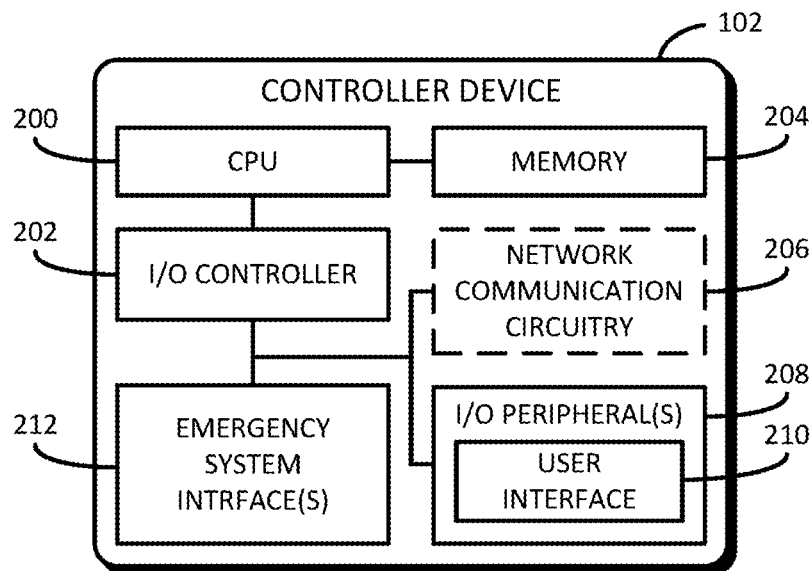 102
CONTROLLER DEVICE
200
CPU
MEMORY
204
202
I/O CONTROLLER
NETWORK
COMMUNICATION
CIRCUITRY
206
212
EMERGENCY
SYSTEM
INTRFACE(S)
I/O PERIPHERAL(S)
208
USER
INTERFACE
210